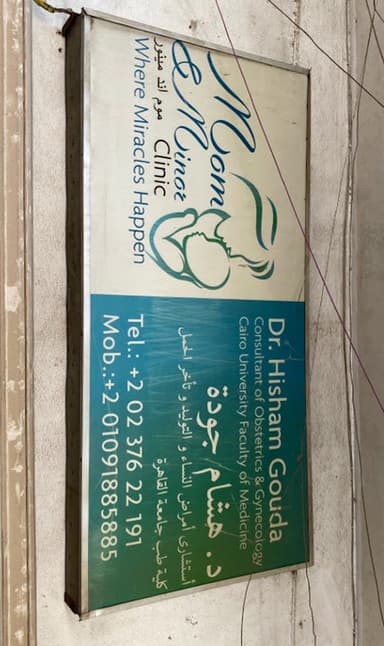 Mom
& Minor
موم اند مينور Clinic
Where Miracles Happen
Dr. Hisham Gouda
Consultant of Obstetrics & Gynecology
Cairo University Faculty of Medicine
د. هشام جودة
أستشارى أمراض النساء و التوليد و تأخر الحمل
كلية طب جامعة القاهرة
Tel.: +2 02 376 22 191
Mob.:+2 01091885885